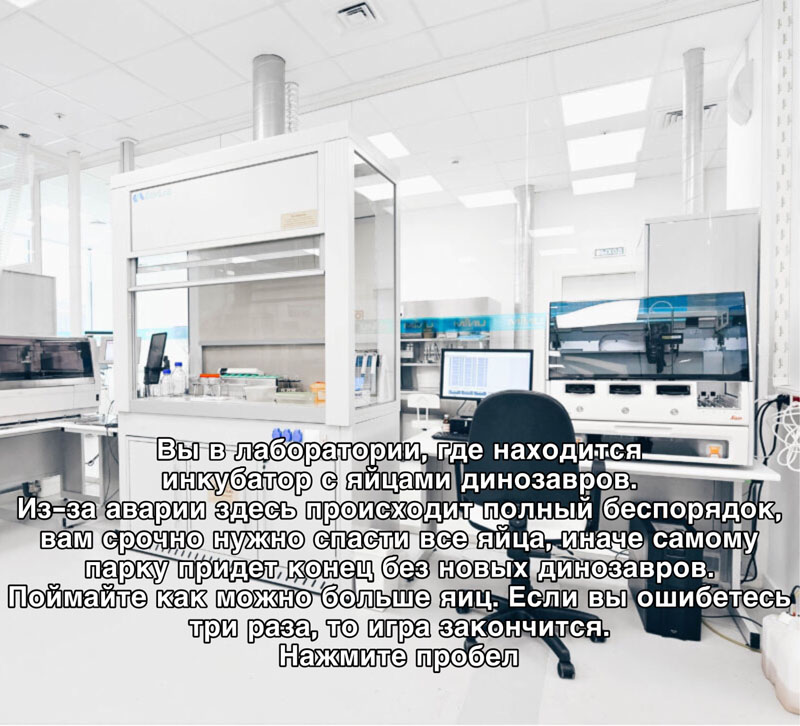 Вы в лаборатории, где находится
инкубатор с яйцами динозавров.
Из-за аварии здесь происходит полный беспорядок,
вам срочно нужно спасти все яйца, иначе самому
парку придет конец без новых динозавров.
Поймайте как можно больше яиц. Если вы ошибетесь
три раза, то игра закончится.
Нажмите пробел